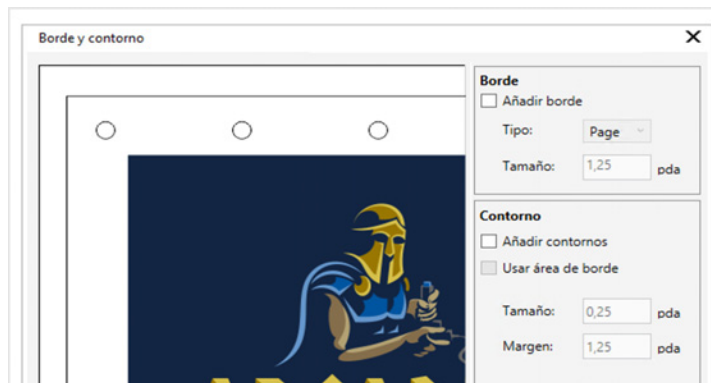 Borde y contorno
Borde
Añadir borde
Tipo: Page
Tamaño: 1,25 pda
Contorno
Añadir contornos
Usar área de borde
Tamaño: 0,25 pda
Margen: 1,25 pda